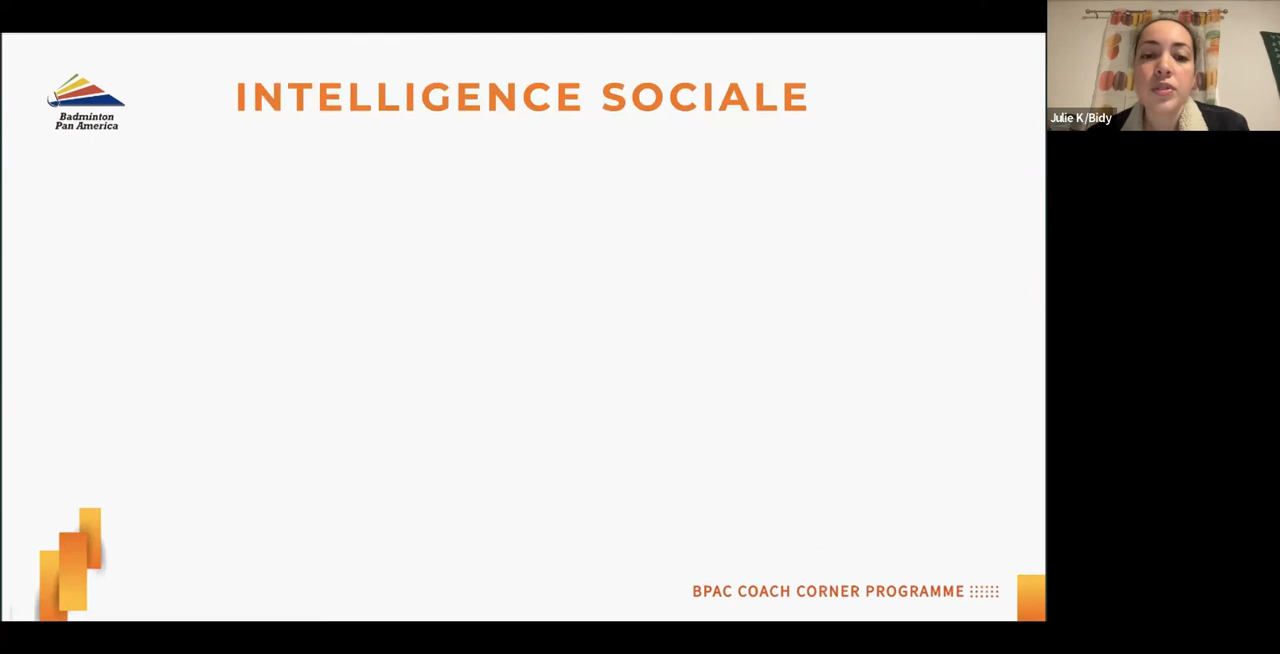 INTELLIGENCE SOCIALE
Badminton
Pan America
Julie K/Bidy
BPAC COACH CORNER PROGRAMME